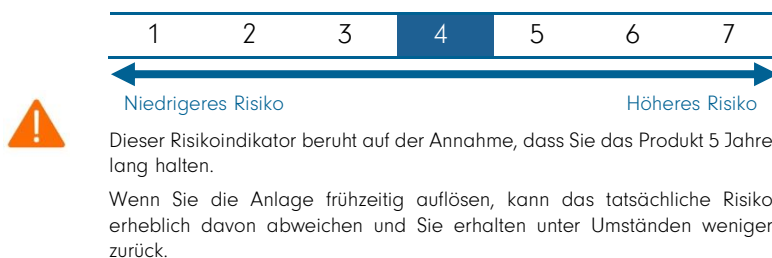 1 2 3 4 5 6 7
Niedrigeres Risiko Höheres Risiko
Dieser Risikoindikator beruht auf der Annahme, dass Sie das Produkt 5 Jahre
lang halten.
Wenn Sie die Anlage frühzeitig auflösen, kann das tatsächliche Risiko
erheblich davon abweichen und Sie erhalten unter Umständen weniger
zurück.